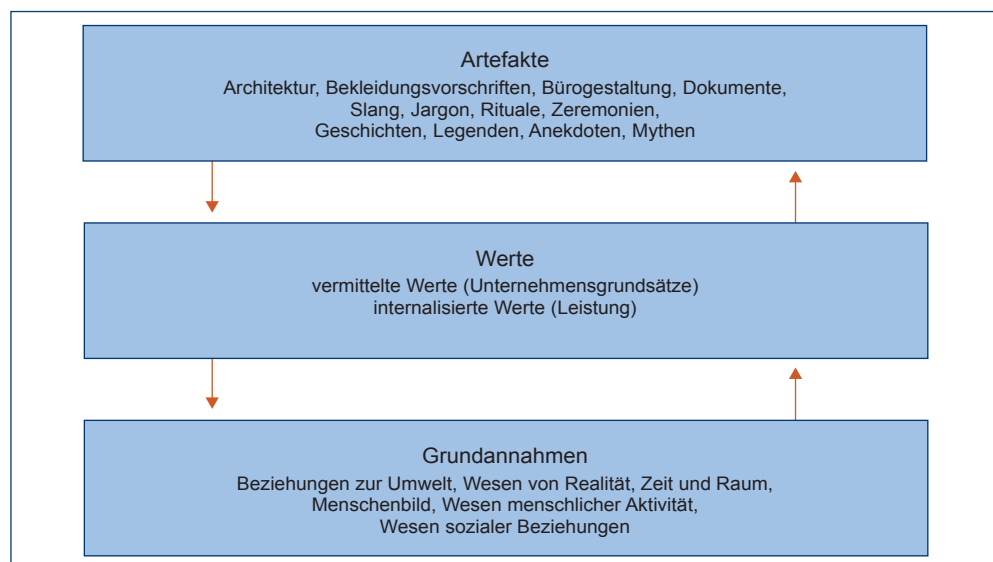 Artefakte
Architektur, Bekleidungsvorschriften, Bürogestaltung, Dokumente,
Slang, Jargon, Rituale, Zeremonien,
Geschichten, Legenden, Anekdoten, Mythen
Werte
vermittelte Werte (Unternehmensgrundsätze)
internalisierte Werte (Leistung)
Grundannahmen
Beziehungen zur Umwelt, Wesen von Realität, Zeit und Raum,
Menschenbild, Wesen menschlicher Aktivität,
Wesen sozialer Beziehungen